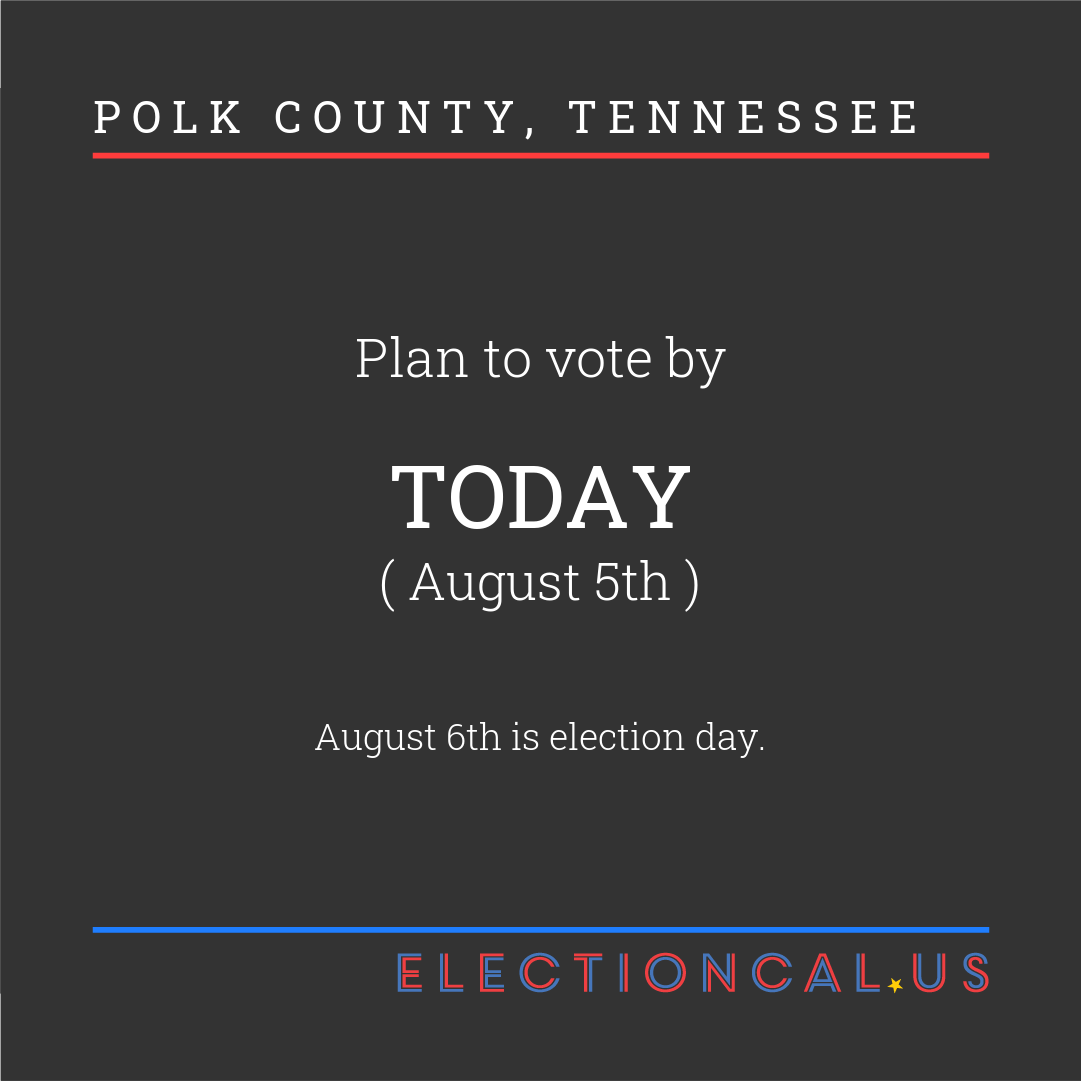 POLK COUNTY, TENNESSEE
Plan to vote by
TODAY
( August 5th )
August 6th is election day.
ELECTIONCAL.US